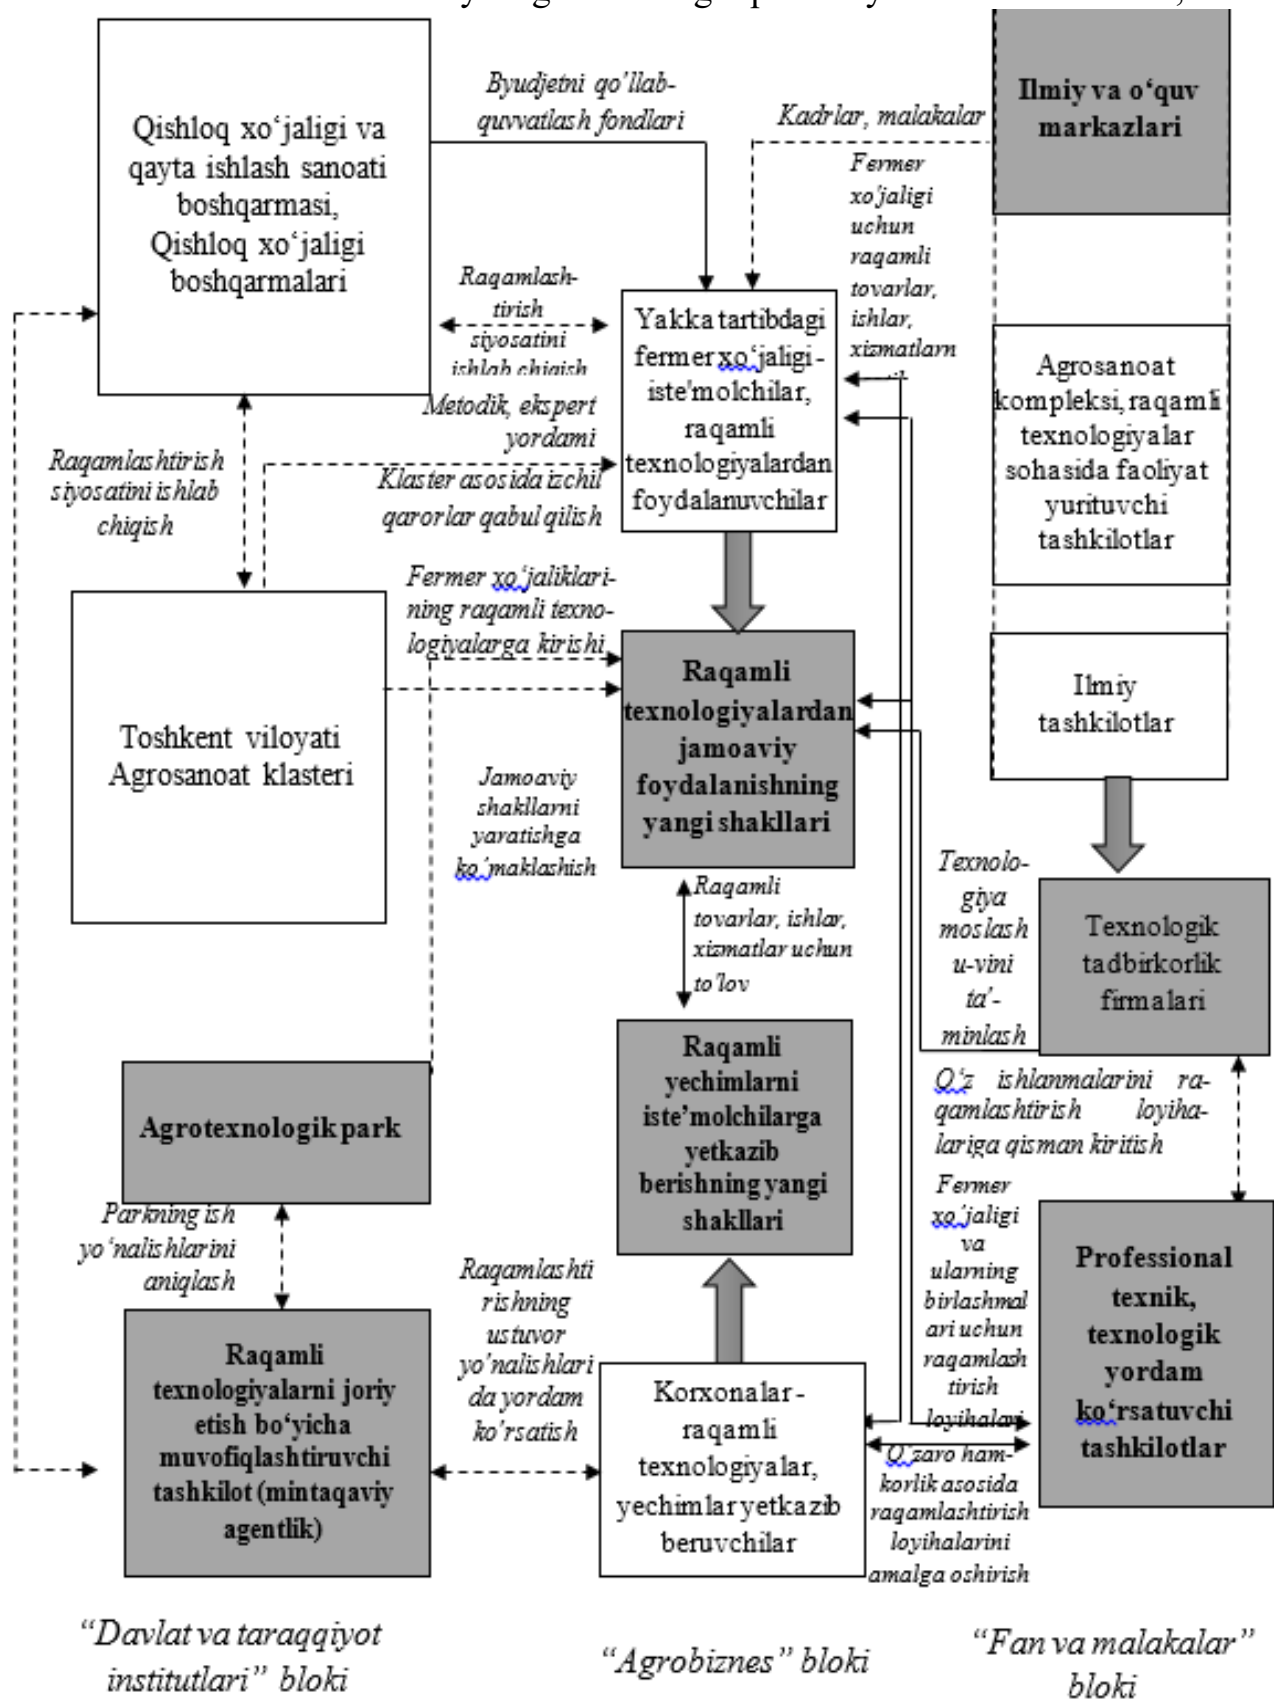 Byudjetni qo'llab-
quvvatlash fondlari
Qishloq xo‘jaligi va
qayta ishlash sanoati
boshqarmasi,
Qishloq xo‘jaligi
boshqarmalari
Kadrlar, malakalar
Ilmiy va o‘quv
markazlari
Fermer
xo'jaligi
uchun
raqamli
tovarlar,
ishlar,
xizmatlarn
Raqamlash-
tirish
siyosatini
ishlab chiqish
Yakka tartibdagi
fermer xo‘jaligi -
iste'molchilar,
raqamli
texnologiyalardan
foydalanuvchilar
Agrosanoat
kompleksi, raqamli
texnologiyalar
sohasida faoliyat
yurituvchi
tashkilotlar
Metodik, ekspert
yordami
Klaster asosida izchil
qarorlar qabul qilish
Raqamlashtirish
siyosatini ishlab
chiqish
Fermer xo‘jaliklari-
ning raqamli texno-
logiyalarga kirishi
Toshkent viloyati
Agrosanoat klasteri
Raqamli
texnologiyalardan
jamoaviy
foydalanishning
yangi shakllari
Ilmiy
tashkilotlar
Jamoaviy
shakllarni
yaratishga
ko‘maklashish
Raqamli
tovarlar, ishlar,
xizmatlar uchun
to'lov
Texnolo-
giya
moslash
u-vini
ta'-
minlash
Texnologik
tadbirkorlik
firmalari
Agrotexnologik park
Raqamli
yechimlarni
iste’molchilarga
yetkazib
berishning yangi
shakllari
O‘z ishlanmalarini ra-
qamlashtirish loyiha-
lariga qisman kiritish
Parkning ish
yo‘nalishlarini
aniqlash
Raqamlashti
rishning
ustuvor
yo'nalishlari
da yordam
ko'rsatish
Fermer
xo‘jaligi
va
ularning
birlashmal
ari uchun
raqamlash
tirish
loyihalari
Professional
texnik,
texnologik
yordam
ko‘rsatuvchi
tashkilotlar
Raqamli
texnologiyalarni joriy
etish bo‘yicha
muvofiqlashtiruvchi
tashkilot (mintaqaviy
agentlik)
Korxonalar -
raqamli
texnologiyalar,
yechimlar yetkazib
beruvchilar
O‘zaro ham-
korlik asosida
raqamlashtirish
loyihalarini
amalga oshirish
“Davlat va taraqqiyot
institutlari” bloki
“Agrobiznes” bloki
“Fan va malakalar”
bloki